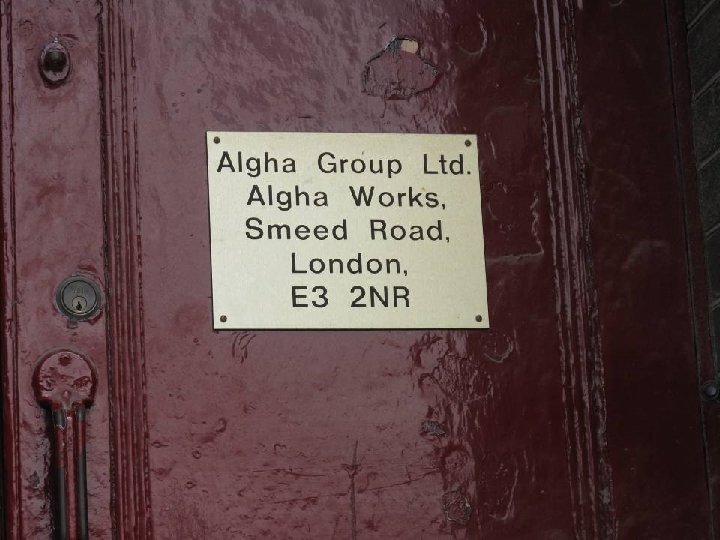 Algha Group Ltd.
Algha Works,
Smeed Road,
London,
E3 2NR